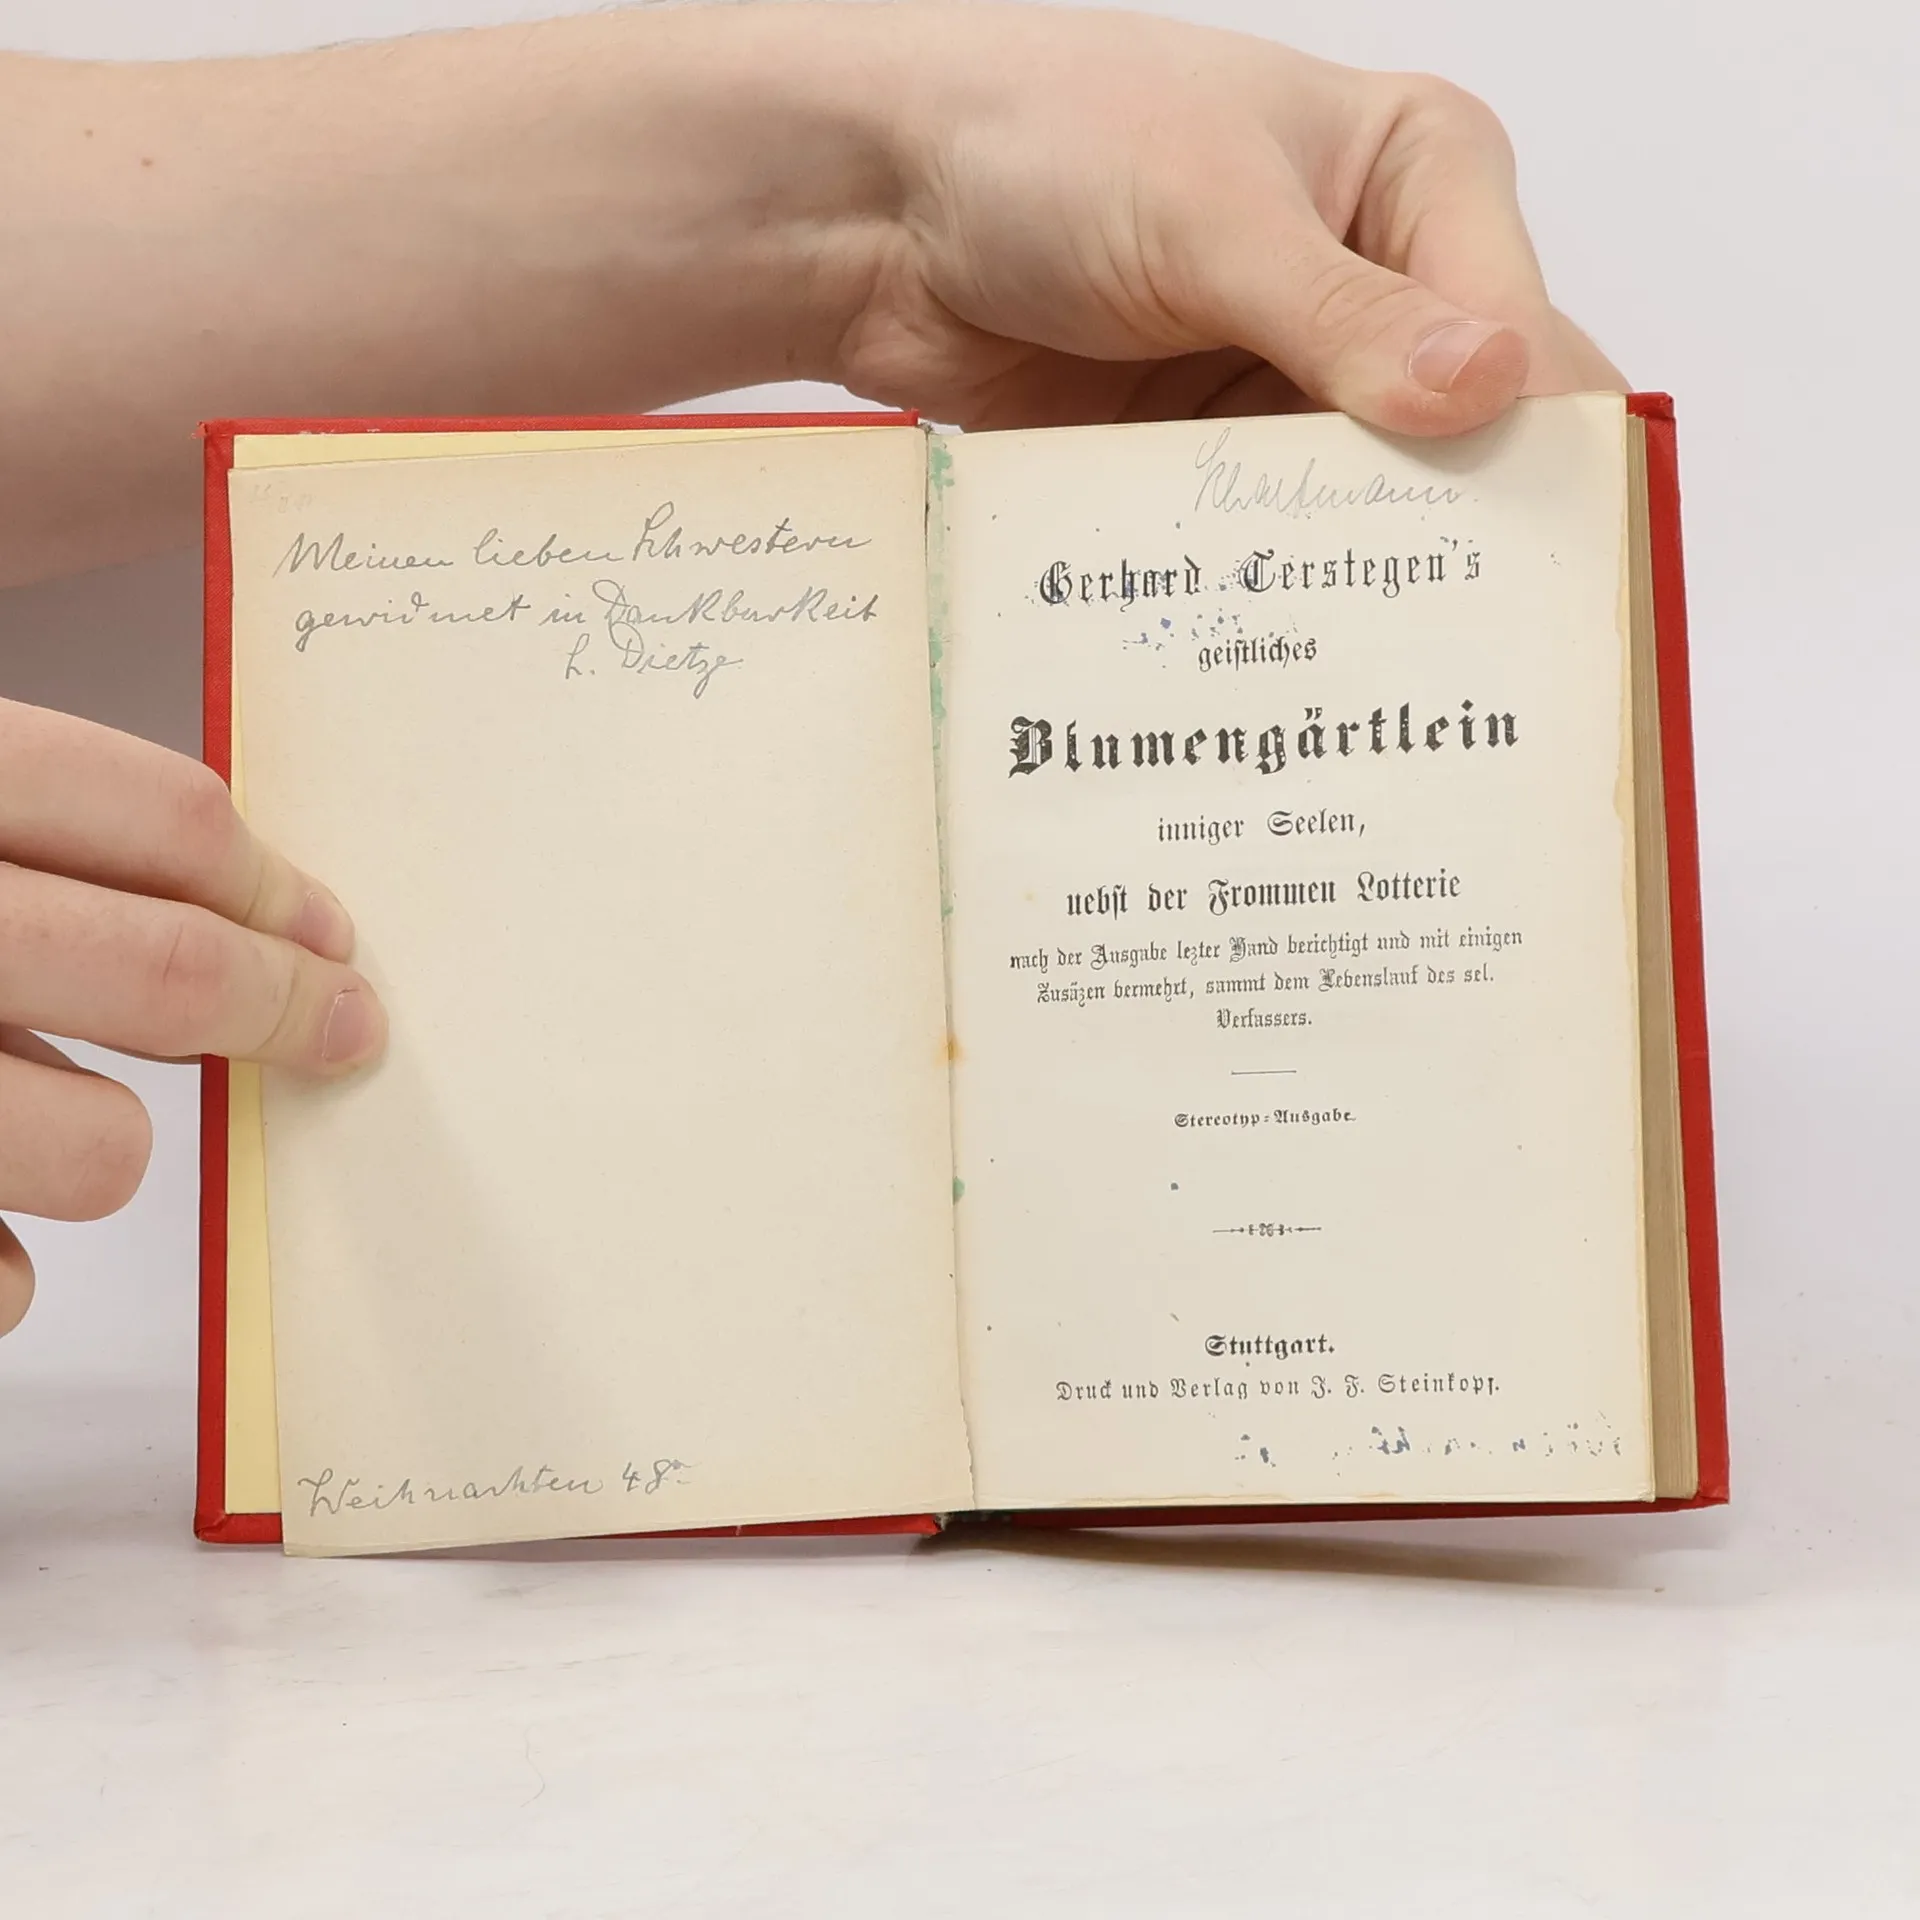 Meinen lieben Schwestern
gewidmet in Dankbarkeit
L. Dietze
Weihnachten 48
Gerhard Terstegen's
geiſtliches
Blumengärtlein
inniger Seelen,
nebſt der Frommen Lotterie
nach der Ausgabe lezter Hand berichtigt und mit einigen
Zusäzen vermehrt, sammt dem Lebenslauf des sel.
Verfassers.
Stereotyp=Ausgabe.
Stuttgart.
Druck und Verlag von J. F. Steinkopf.